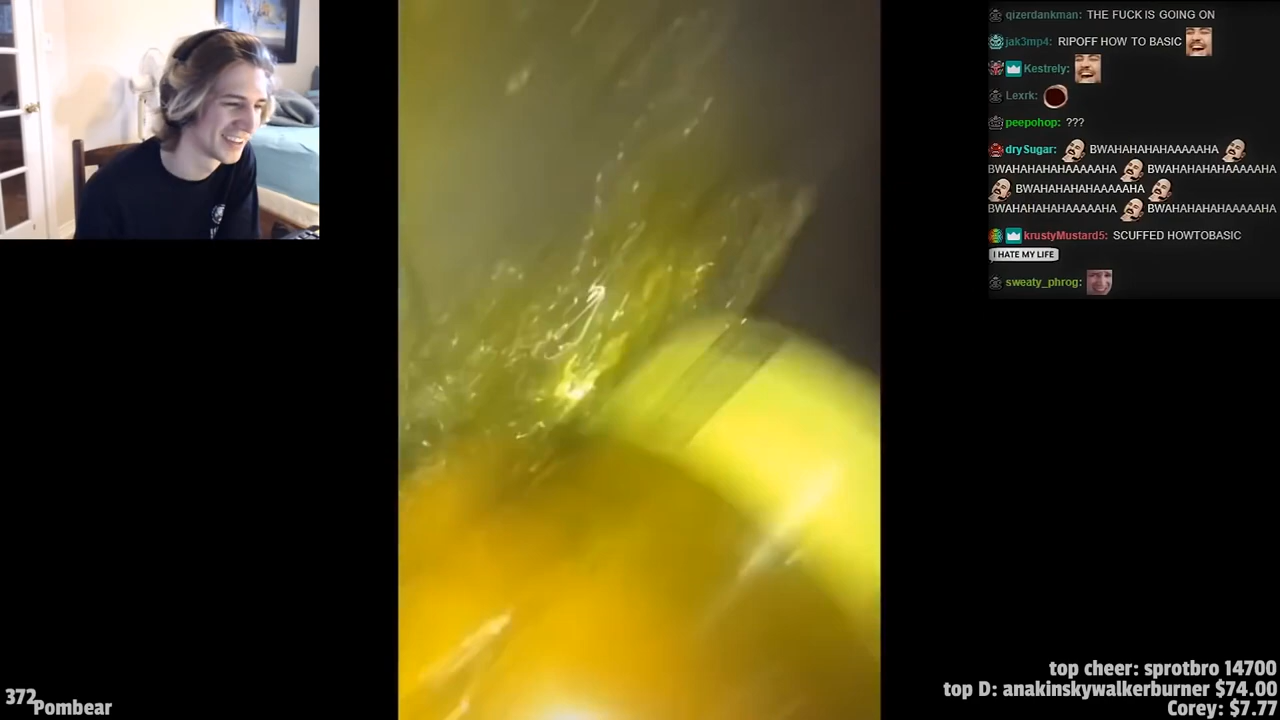 qizerdankman: THE FUCK IS GOING ON
jak3mp4: RIPOFF HOW TO BASIC
Kestrely:
Lexrk:
peepohop: ???
drySugar: BWAHAHAHAHAAAAAHA
BWAHAHAHAHAAAAAHA BWAHAHAHAHAAAAAHA
BWAHAHAHAHAAAAAHA
BWAHAHAHAHAAAAAHA BWAHAHAHAHAAAAAHA
krustyMustard5: SCUFFED HOWTOBASIC
I HATE MY LIFE
sweaty_phrog:
top cheer: sprotbro 14700
top D: anakinskywalkerburner $74.00
Corey: $7.77
372
Pombear